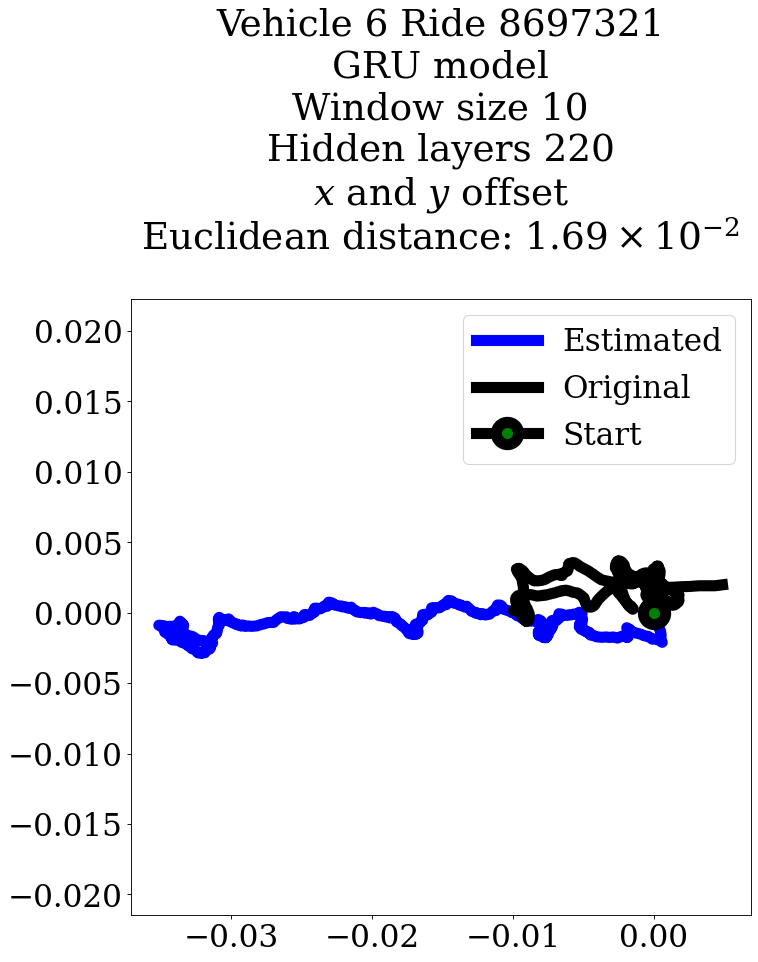 Vehicle 6 Ride 8697321
GRU model
Window size 10
Hidden layers 220
x and y offset
Euclidean distance: 1.69 × 10⁻²
Estimated
Original
Start
0.020
0.015
0.010
0.005
0.000
−0.005
−0.010
−0.015
−0.020
−0.03 −0.02 −0.01 0.00